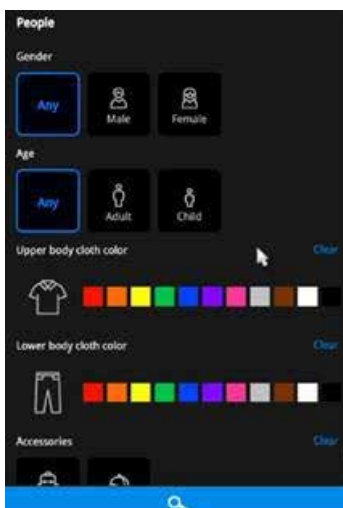 People
Gender
Any Male Female
Age
Any Adult Child
Upper body cloth color Clear
Lower body cloth color Clear
Accessories Clear